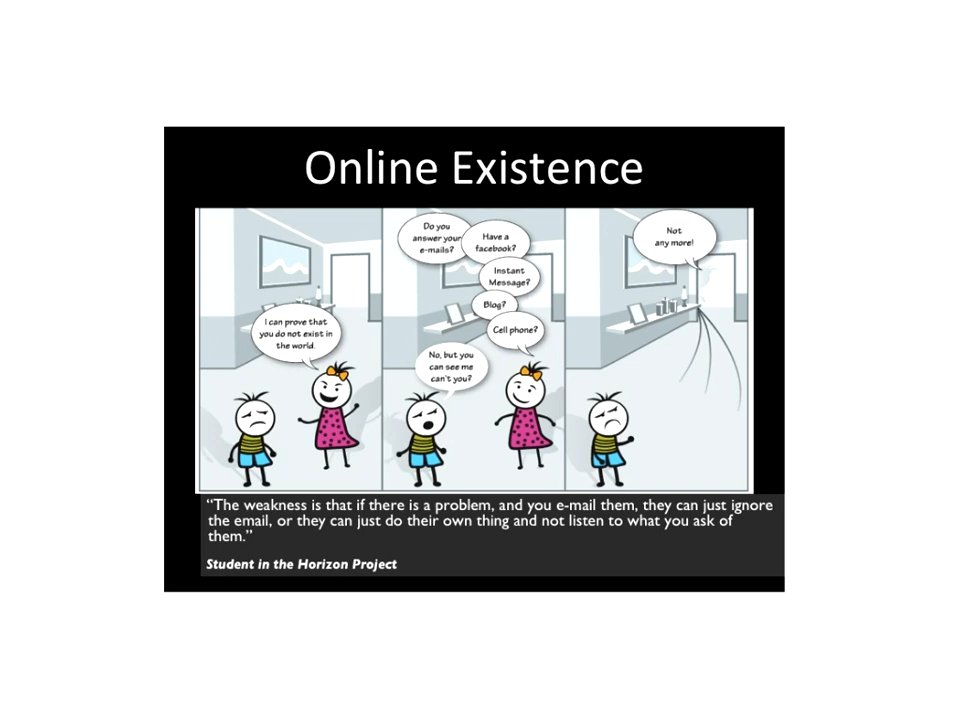 Online Existence
I can prove that
you do not exist in
the world.
Do you
answer your
e-mails?
Have a
facebook?
Instant
Message?
Blog?
Cell phone?
No, but you
can see me
can't you?
Not
any more!
“The weakness is that if there is a problem, and you e-mail them, they can just ignore
the email, or they can just do their own thing and not listen to what you ask of
them.”
Student in the Horizon Project